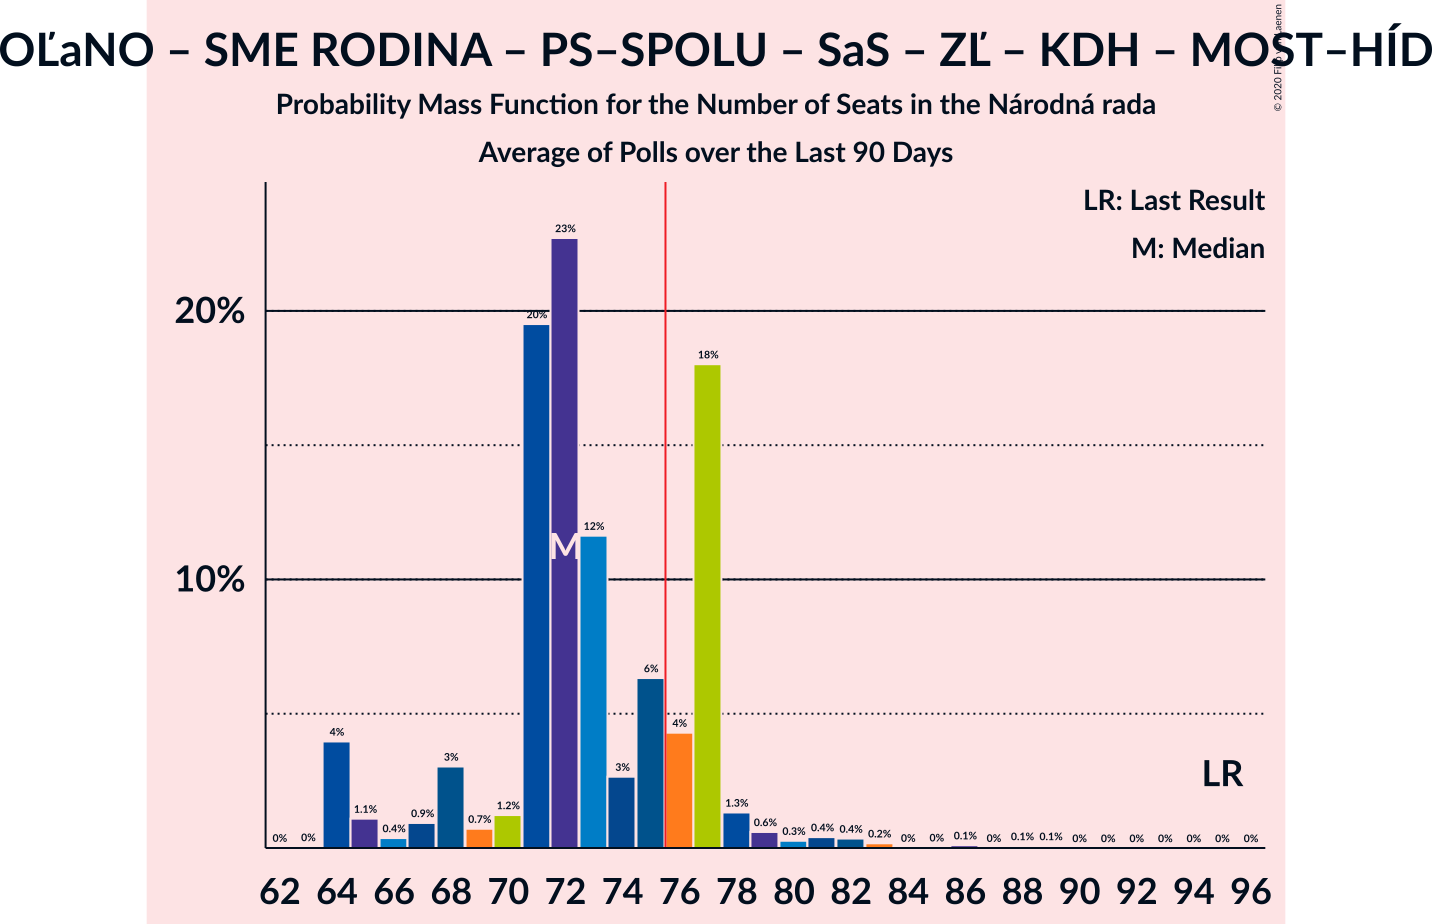 OĽaNO – SME RODINA – PS–SPOLU – SaS – ZĽ – KDH – MOST–HÍD
Probability Mass Function for the Number of Seats in the Národná rada
Average of Polls over the Last 90 Days
LR: Last Result
M: Median
20%
10%
0% 0% 4% 1.1% 0.4% 0.9% 3% 0.7% 1.2% 20% 23% 12% 3% 6% 4% 18% 1.3% 0.6% 0.3% 0.4% 0.4% 0.2% 0% 0% 0.1% 0% 0.1% 0.1% 0% 0% 0% 0% 0% 0% 0%
M
LR
62 64 66 68 70 72 74 76 78 80 82 84 86 88 90 92 94 96
© 2020